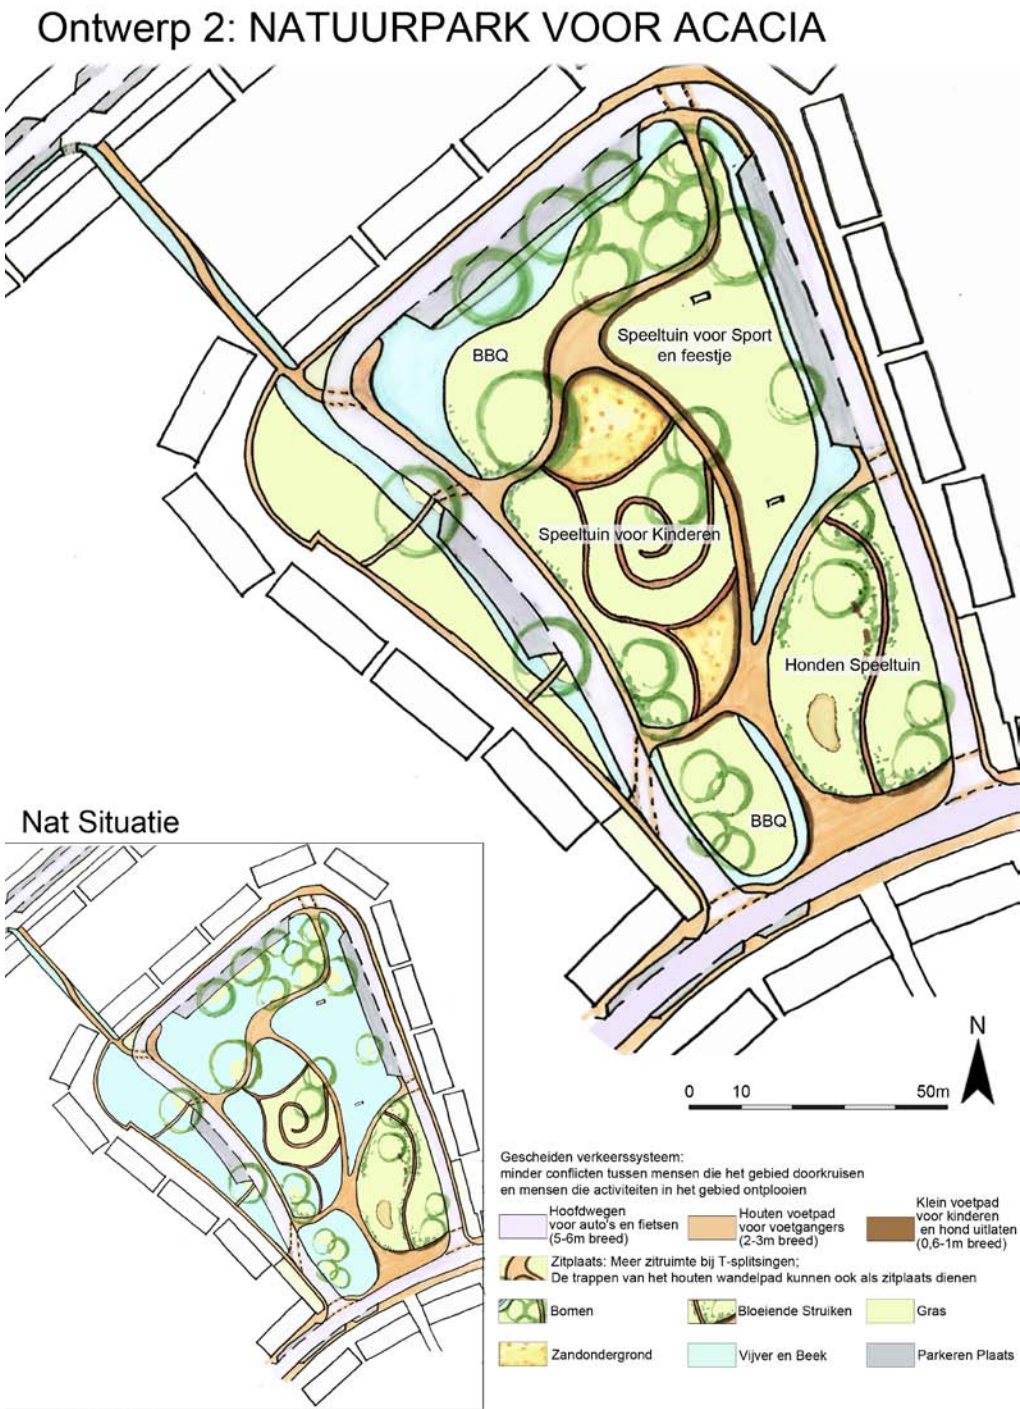 Ontwerp 2: NATUURPARK VOOR ACACIA
BBQ
Speeltuin voor Sport
en feestje
Speeltuin voor Kinderen
Honden Speeltuin
BBQ
Nat Situatie
N
0 10 50m
Gescheiden verkeerssysteem:
minder conflicten tussen mensen die het gebied doorkruisen
en mensen die activiteiten in het gebied ontplooien
Hoofdwegen
voor auto's en fietsen
(5-6m breed)
Houten voetpad
voor voetgangers
(2-3m breed)
Klein voetpad
voor kinderen
en hond uitlaten
(0,6-1m breed)
Zitplaats: Meer zitruimte bij T-splitsingen;
De trappen van het houten wandelpad kunnen ook als zitplaats dienen
Bomen
Bloeiende Struiken
Gras
Zandondergrond
Vijver en Beek
Parkeren Plaats